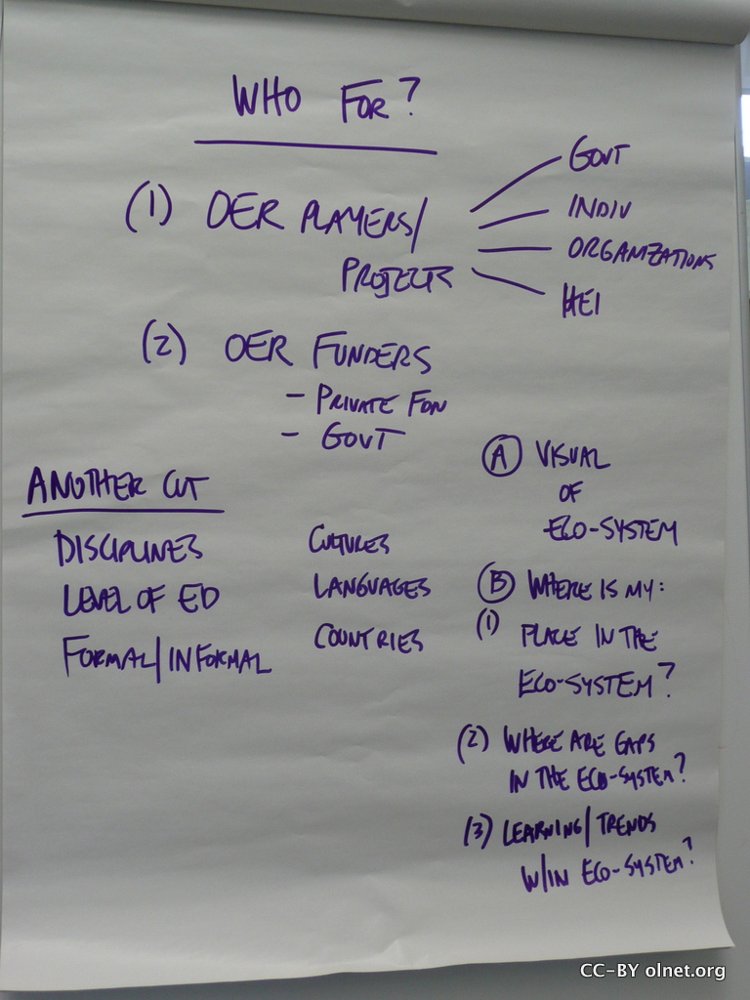 WHO FOR?
(1) OER PLAYERS/
PROJECTS
GOVT
INDIV
ORGANIZATIONS
HEI
(2) OER FUNDERS
- PRIVATE FDN
- GOVT
ANOTHER CUT
DISCIPLINES
LEVEL OF ED
FORMAL/INFORMAL
CULTURES
LANGUAGES
COUNTRIES
(A) VISUAL
OF
ECO-SYSTEM
(B) WHERE IS MY:
(1) PLACE IN THE
ECO-SYSTEM?
(2) WHERE ARE GAPS
IN THE ECO-SYSTEM?
(3) LEARNING/TRENDS
W/IN ECO-SYSTEM?
CC-BY olnet.org